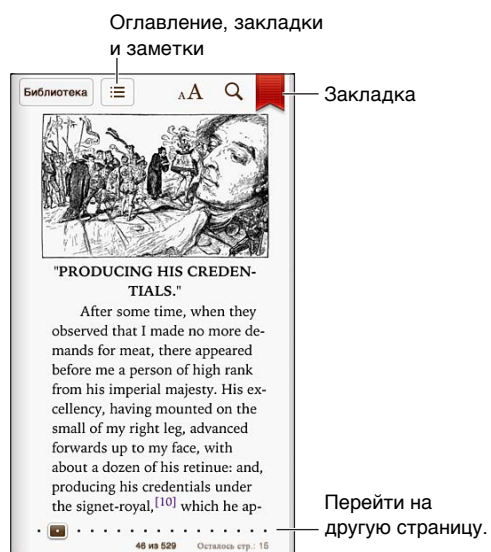 Оглавление, закладки
и заметки
Библиотека
AA
Закладка
"PRODUCING HIS CREDEN-
TIALS."
After some time, when they
observed that I made no more de-
mands for meat, there appeared
before me a person of high rank
from his imperial majesty. His ex-
cellency, having mounted on the
small of my right leg, advanced
forwards up to my face, with
about a dozen of his retinue: and,
producing his credentials under
the signet-royal,[10] which he ap-
Перейти на
другую страницу.
46 из 529 Осталось стр.: 16